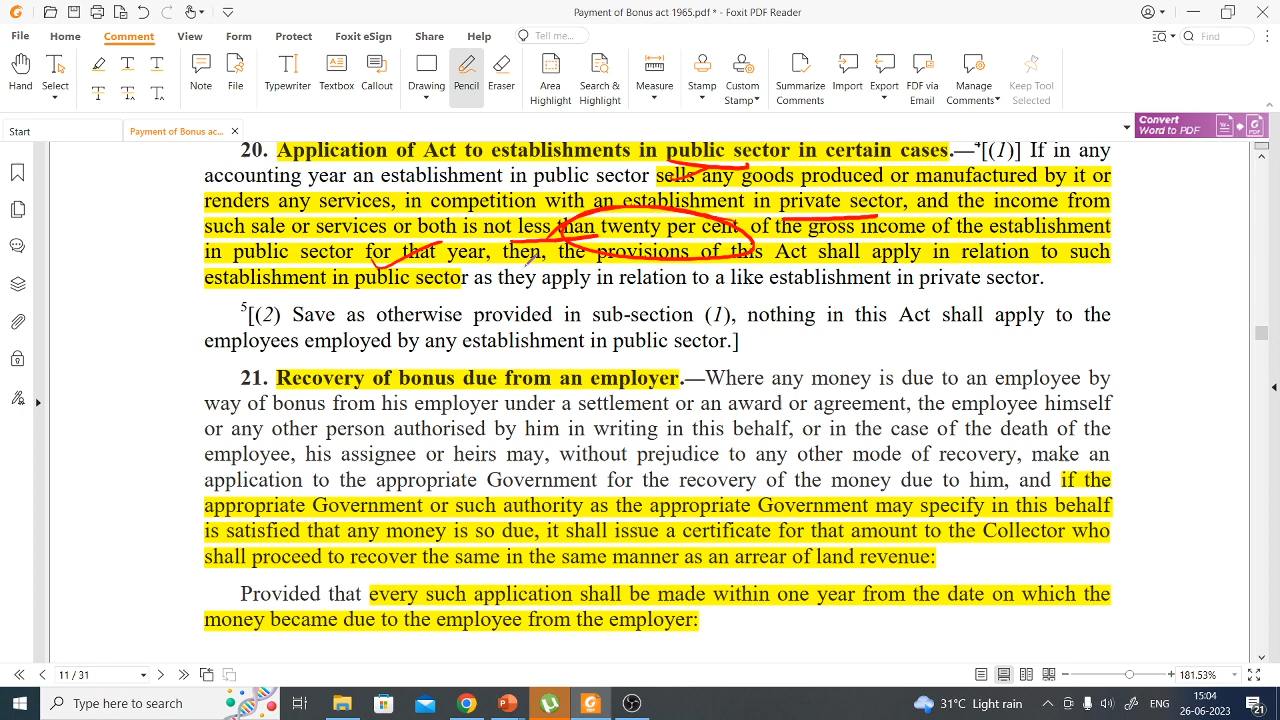 Payment of Bonus act 1965.pdf * - Foxit PDF Reader
File Home Comment View Form Protect Foxit eSign Share Help Tell me... Find
Hand Select Note File Typewriter Textbox Callout Drawing Pencil Eraser Area Highlight Search & Highlight Measure Stamp Custom Stamp Summarize Comments Import Export FDF via Email Manage Comments Keep Tool Selected
Start Payment of Bonus ac... Convert Word to PDF
20. Application of Act to establishments in public sector in certain cases.—4[(1)] If in any
accounting year an establishment in public sector sells any goods produced or manufactured by it or
renders any services, in competition with an establishment in private sector, and the income from
such sale or services or both is not less than twenty per cent. of the gross income of the establishment
in public sector for that year, then, the provisions of this Act shall apply in relation to such
establishment in public sector as they apply in relation to a like establishment in private sector.
5[(2) Save as otherwise provided in sub-section (1), nothing in this Act shall apply to the
employees employed by any establishment in public sector.]
21. Recovery of bonus due from an employer.—Where any money is due to an employee by
way of bonus from his employer under a settlement or an award or agreement, the employee himself
or any other person authorised by him in writing in this behalf, or in the case of the death of the
employee, his assignee or heirs may, without prejudice to any other mode of recovery, make an
application to the appropriate Government for the recovery of the money due to him, and if the
appropriate Government or such authority as the appropriate Government may specify in this behalf
is satisfied that any money is so due, it shall issue a certificate for that amount to the Collector who
shall proceed to recover the same in the same manner as an arrear of land revenue:
Provided that every such application shall be made within one year from the date on which the
money became due to the employee from the employer:
11 / 31 181.53%
Type here to search 31°C Light rain ENG 15:04
26-06-2023 21